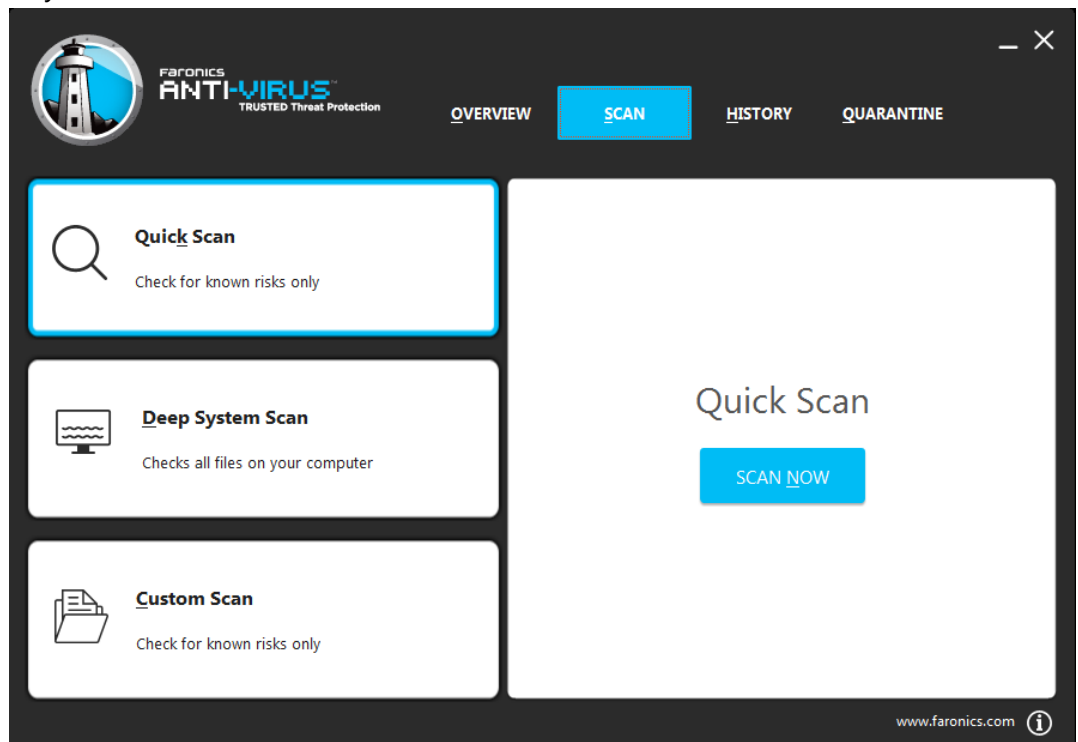 Faronics
ANTI-VIRUS™
TRUSTED Threat Protection
OVERVIEW
SCAN
HISTORY
QUARANTINE
Quick Scan
Check for known risks only
Deep System Scan
Checks all files on your computer
Custom Scan
Check for known risks only
Quick Scan
SCAN NOW
www.faronics.com